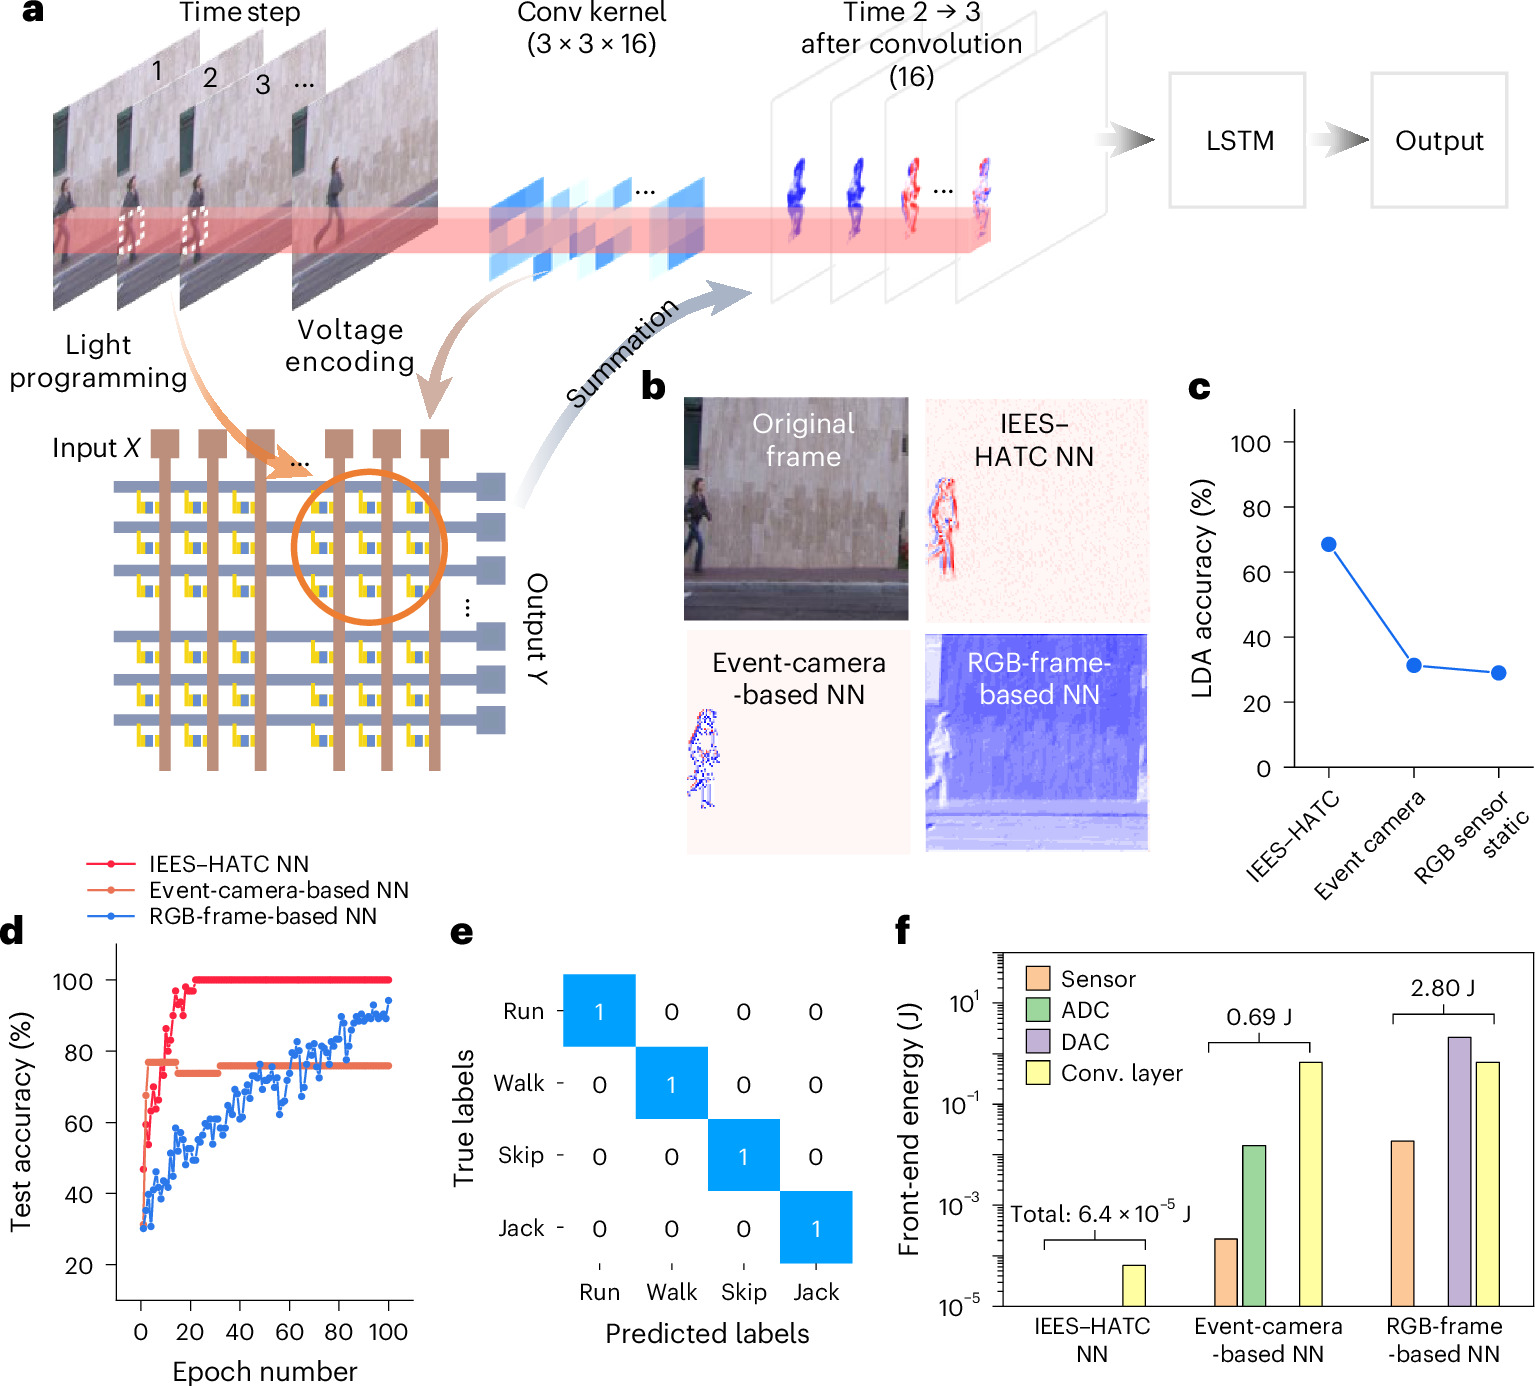 a
Time step
1
2
3
...
Conv kernel
(3 × 3 × 16)
...
Time 2 → 3
after convolution
(16)
...
LSTM
Output
Light
programming
Voltage
encoding
Summation
Input X
...
...
Output Y
b
Original
frame
IEES–
HATC NN
Event-camera
-based NN
RGB-frame-
based NN
c
LDA accuracy (%)
100
80
60
40
20
0
IEES–HATC
Event camera
RGB sensor
static
d
IEES–HATC NN
Event-camera-based NN
RGB-frame-based NN
Test accuracy (%)
100
80
60
40
20
0 20 40 60 80 100
Epoch number
e
True labels
Run 1 0 0 0
Walk 0 1 0 0
Skip 0 0 1 0
Jack 0 0 0 1
Run Walk Skip Jack
Predicted labels
f
Front-end energy (J)
10¹
10⁻¹
10⁻³
10⁻⁵
Sensor
ADC
DAC
Conv. layer
Total: 6.4 × 10⁻⁵ J
0.69 J
2.80 J
IEES–HATC
NN
Event-camera
-based NN
RGB-frame
-based NN